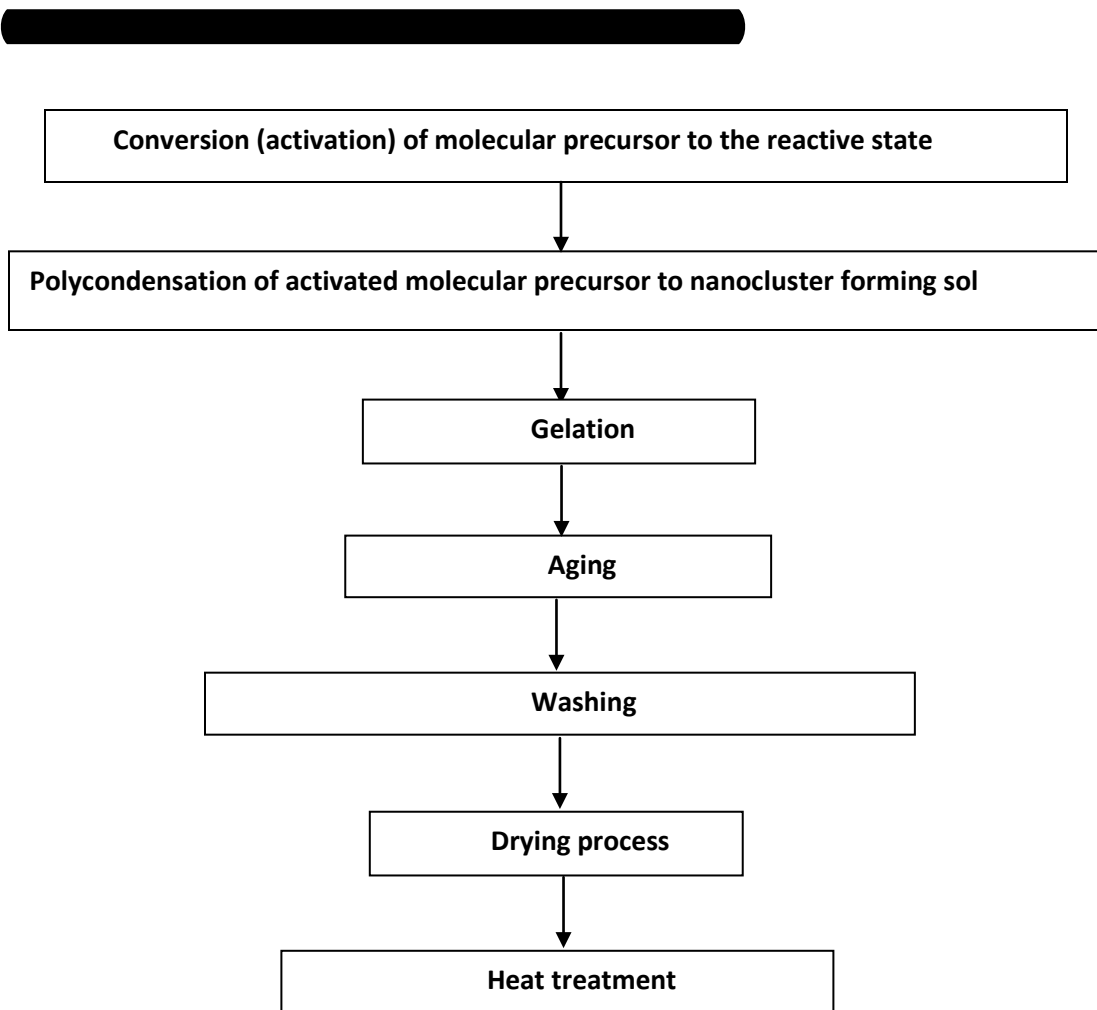 Conversion (activation) of molecular precursor to the reactive state
Polycondensation of activated molecular precursor to nanocluster forming sol
Gelation
Aging
Washing
Drying process
Heat treatment